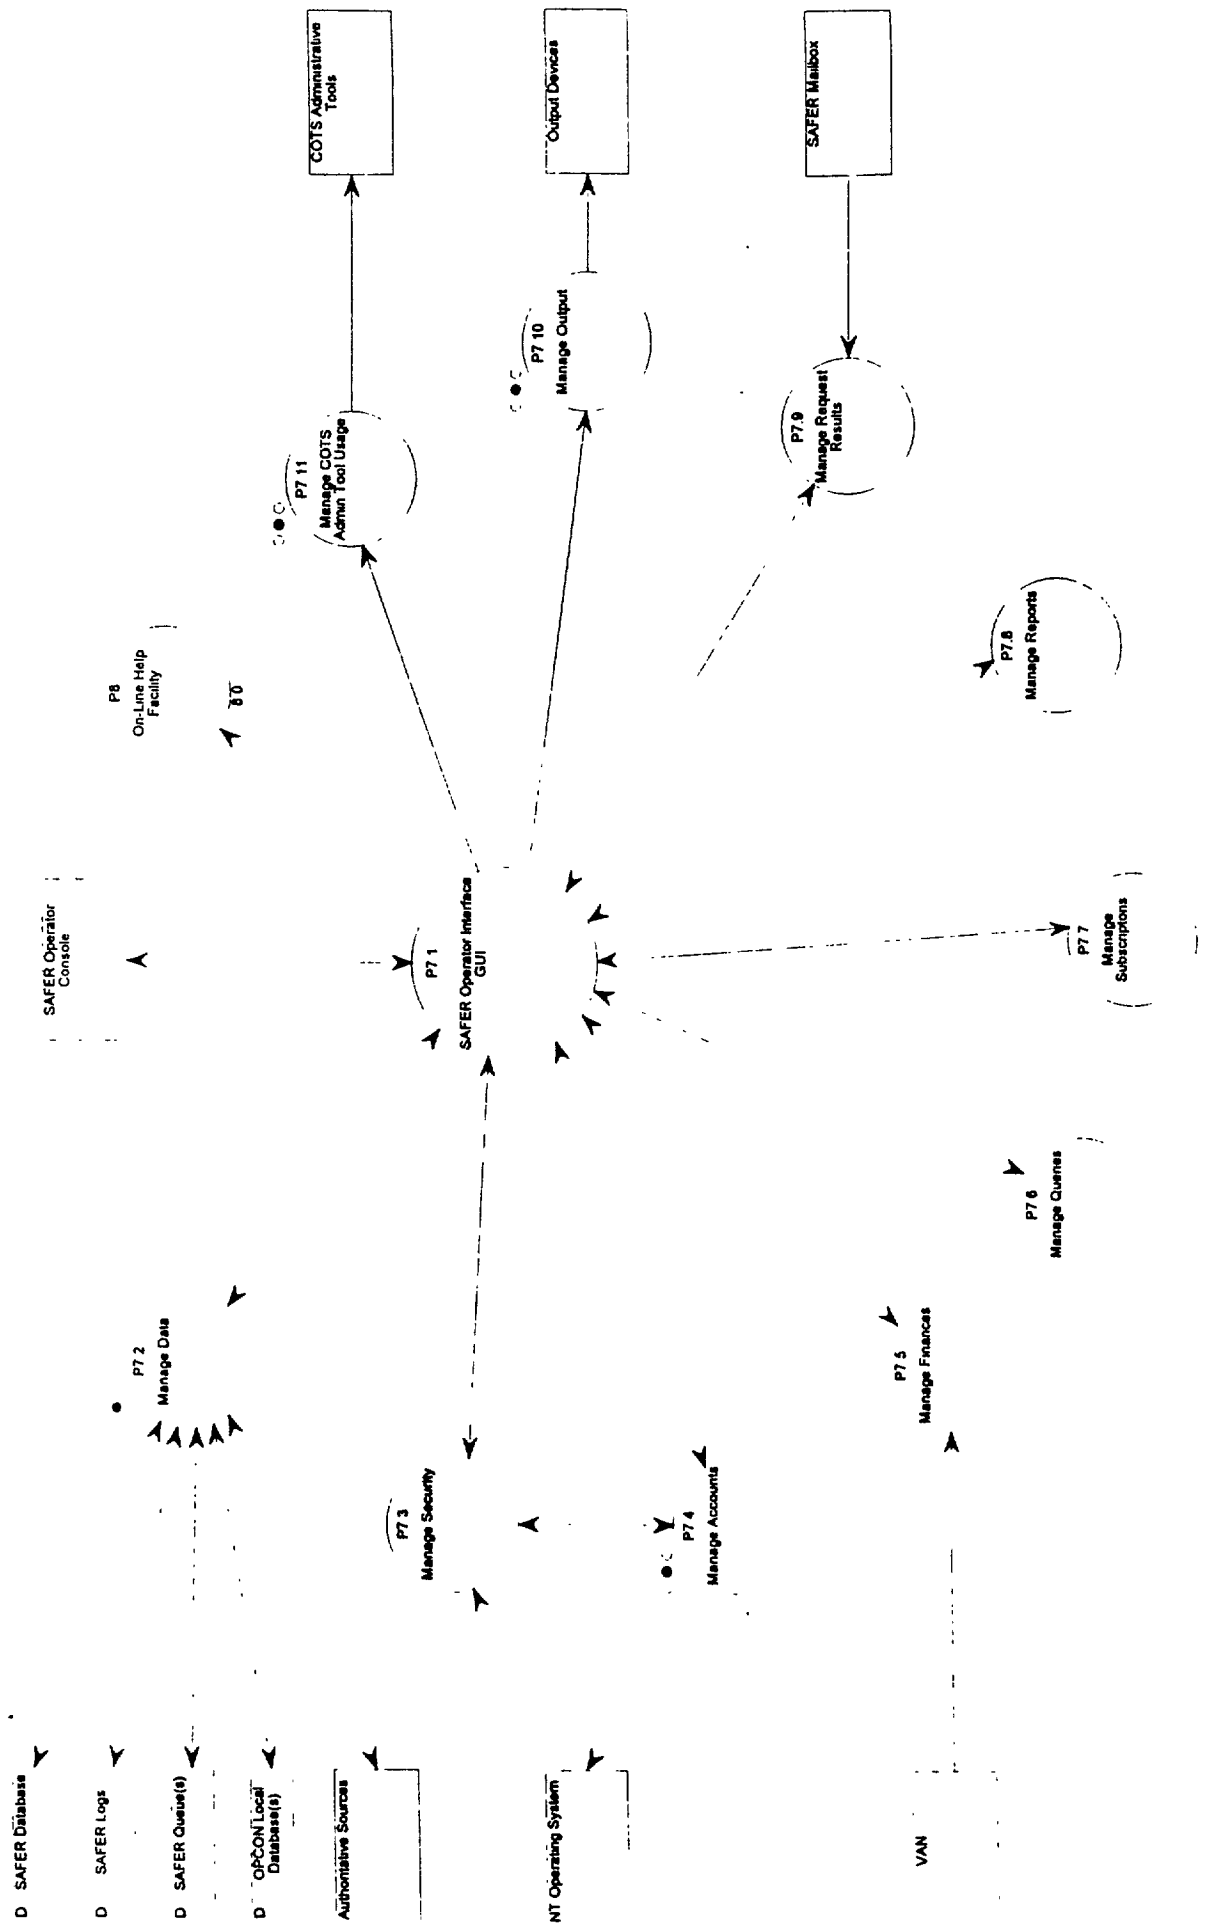 D SAFER Database
D SAFER Logs
D SAFER Queue(s)
D OPCON Local
Database(s)
Authoritative Sources
NT Operating System
VAN
P7 2
Manage Data
P7 3
Manage Security
P7 4
Manage Accounts
P7 5
Manage Finances
P7 6
Manage Queries
SAFER Operator
Console
P7 1
SAFER Operator Interface
GUI
P7 7
Manage
Subscriptons
P8
On-Line Help
Facility
P7.8
Manage Reports
P7 11
Manage COTS
Admin Tool Usage
P7 10
Manage Output
P7.9
Manage Request
Results
COTS Administrative
Tools
Output Devices
SAFER Mailbox